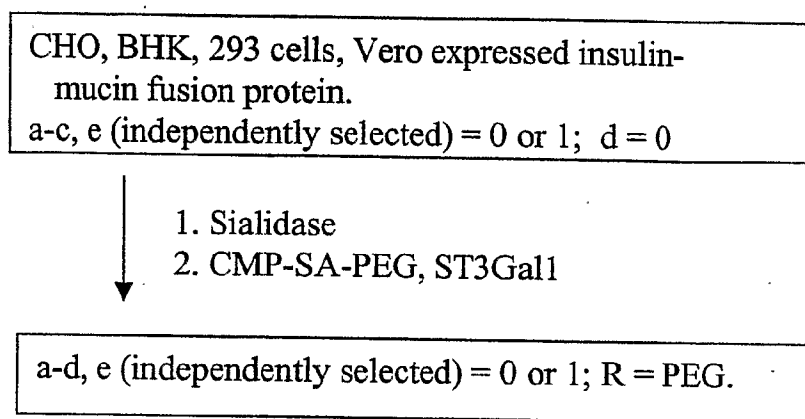 CHO, BHK, 293 cells, Vero expressed insulin-
mucin fusion protein.
a-c, e (independently selected) = 0 or 1; d = 0
1. Sialidase
2. CMP-SA-PEG, ST3Gal1
a-d, e (independently selected) = 0 or 1; R = PEG.